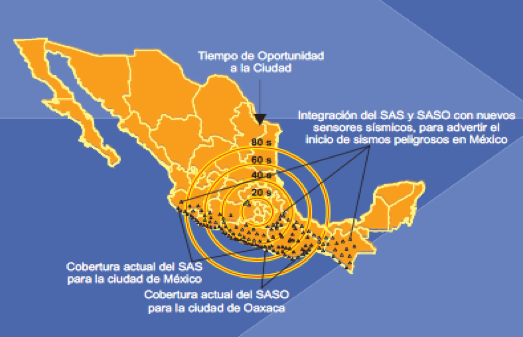 Tiempo de Oportunidad
a la Ciudad
Integración del SAS y SASO con nuevos
sensores sísmicos, para advertir el
inicio de sismos peligrosos en México
80 s
60 s
40 s
20 s
Cobertura actual del SAS
para la ciudad de México
Cobertura actual del SASO
para la ciudad de Oaxaca